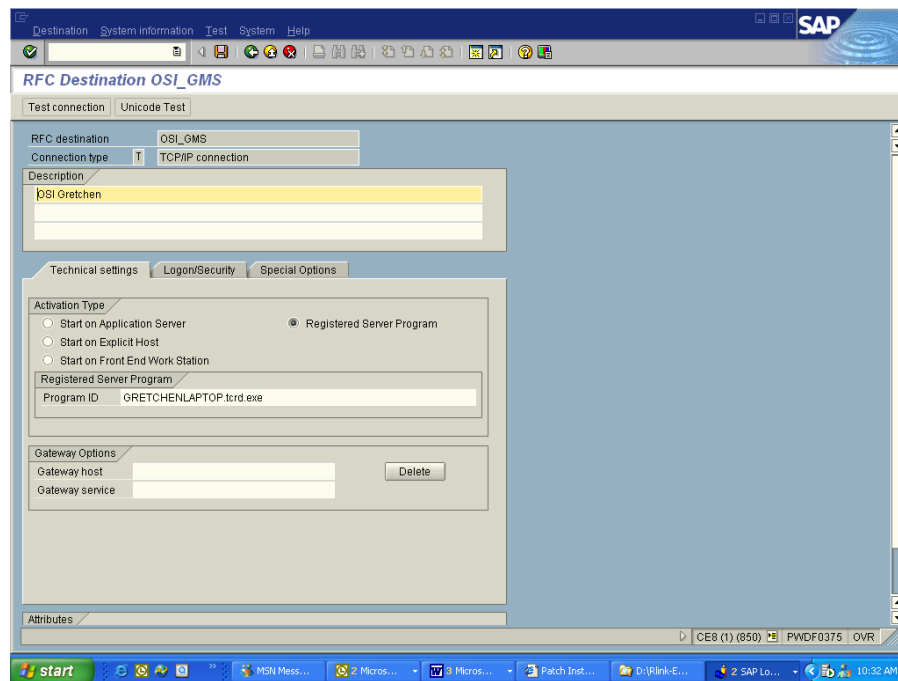 Destination System information Test System Help
SAP
RFC Destination OSI_GMS
Test connection Unicode Test
RFC destination OSI_GMS
Connection type T TCP/IP connection
Description
OSI Gretchen
Technical settings Logon/Security Special Options
Activation Type
Start on Application Server Registered Server Program
Start on Explicit Host
Start on Front End Work Station
Registered Server Program
Program ID GRETCHENLAPTOP.tcrd.exe
Gateway Options
Gateway host Delete
Gateway service
Attributes
CE8 (1) (850) PWDF0375 OVR
start MSN Mess... 2 Micros... 3 Micros... Patch Inst... D:\Rlink-E... 2 SAP Lo... 10:32 AM